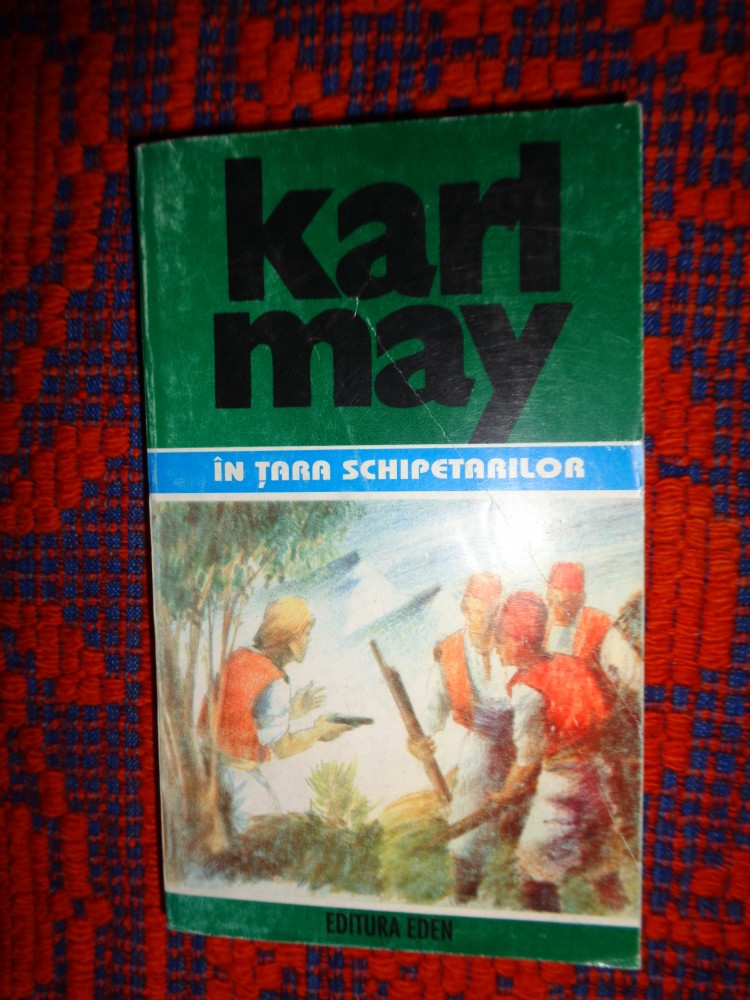 karl
may
ÎN ȚARA SCHIPETARILOR
EDITURA EDEN